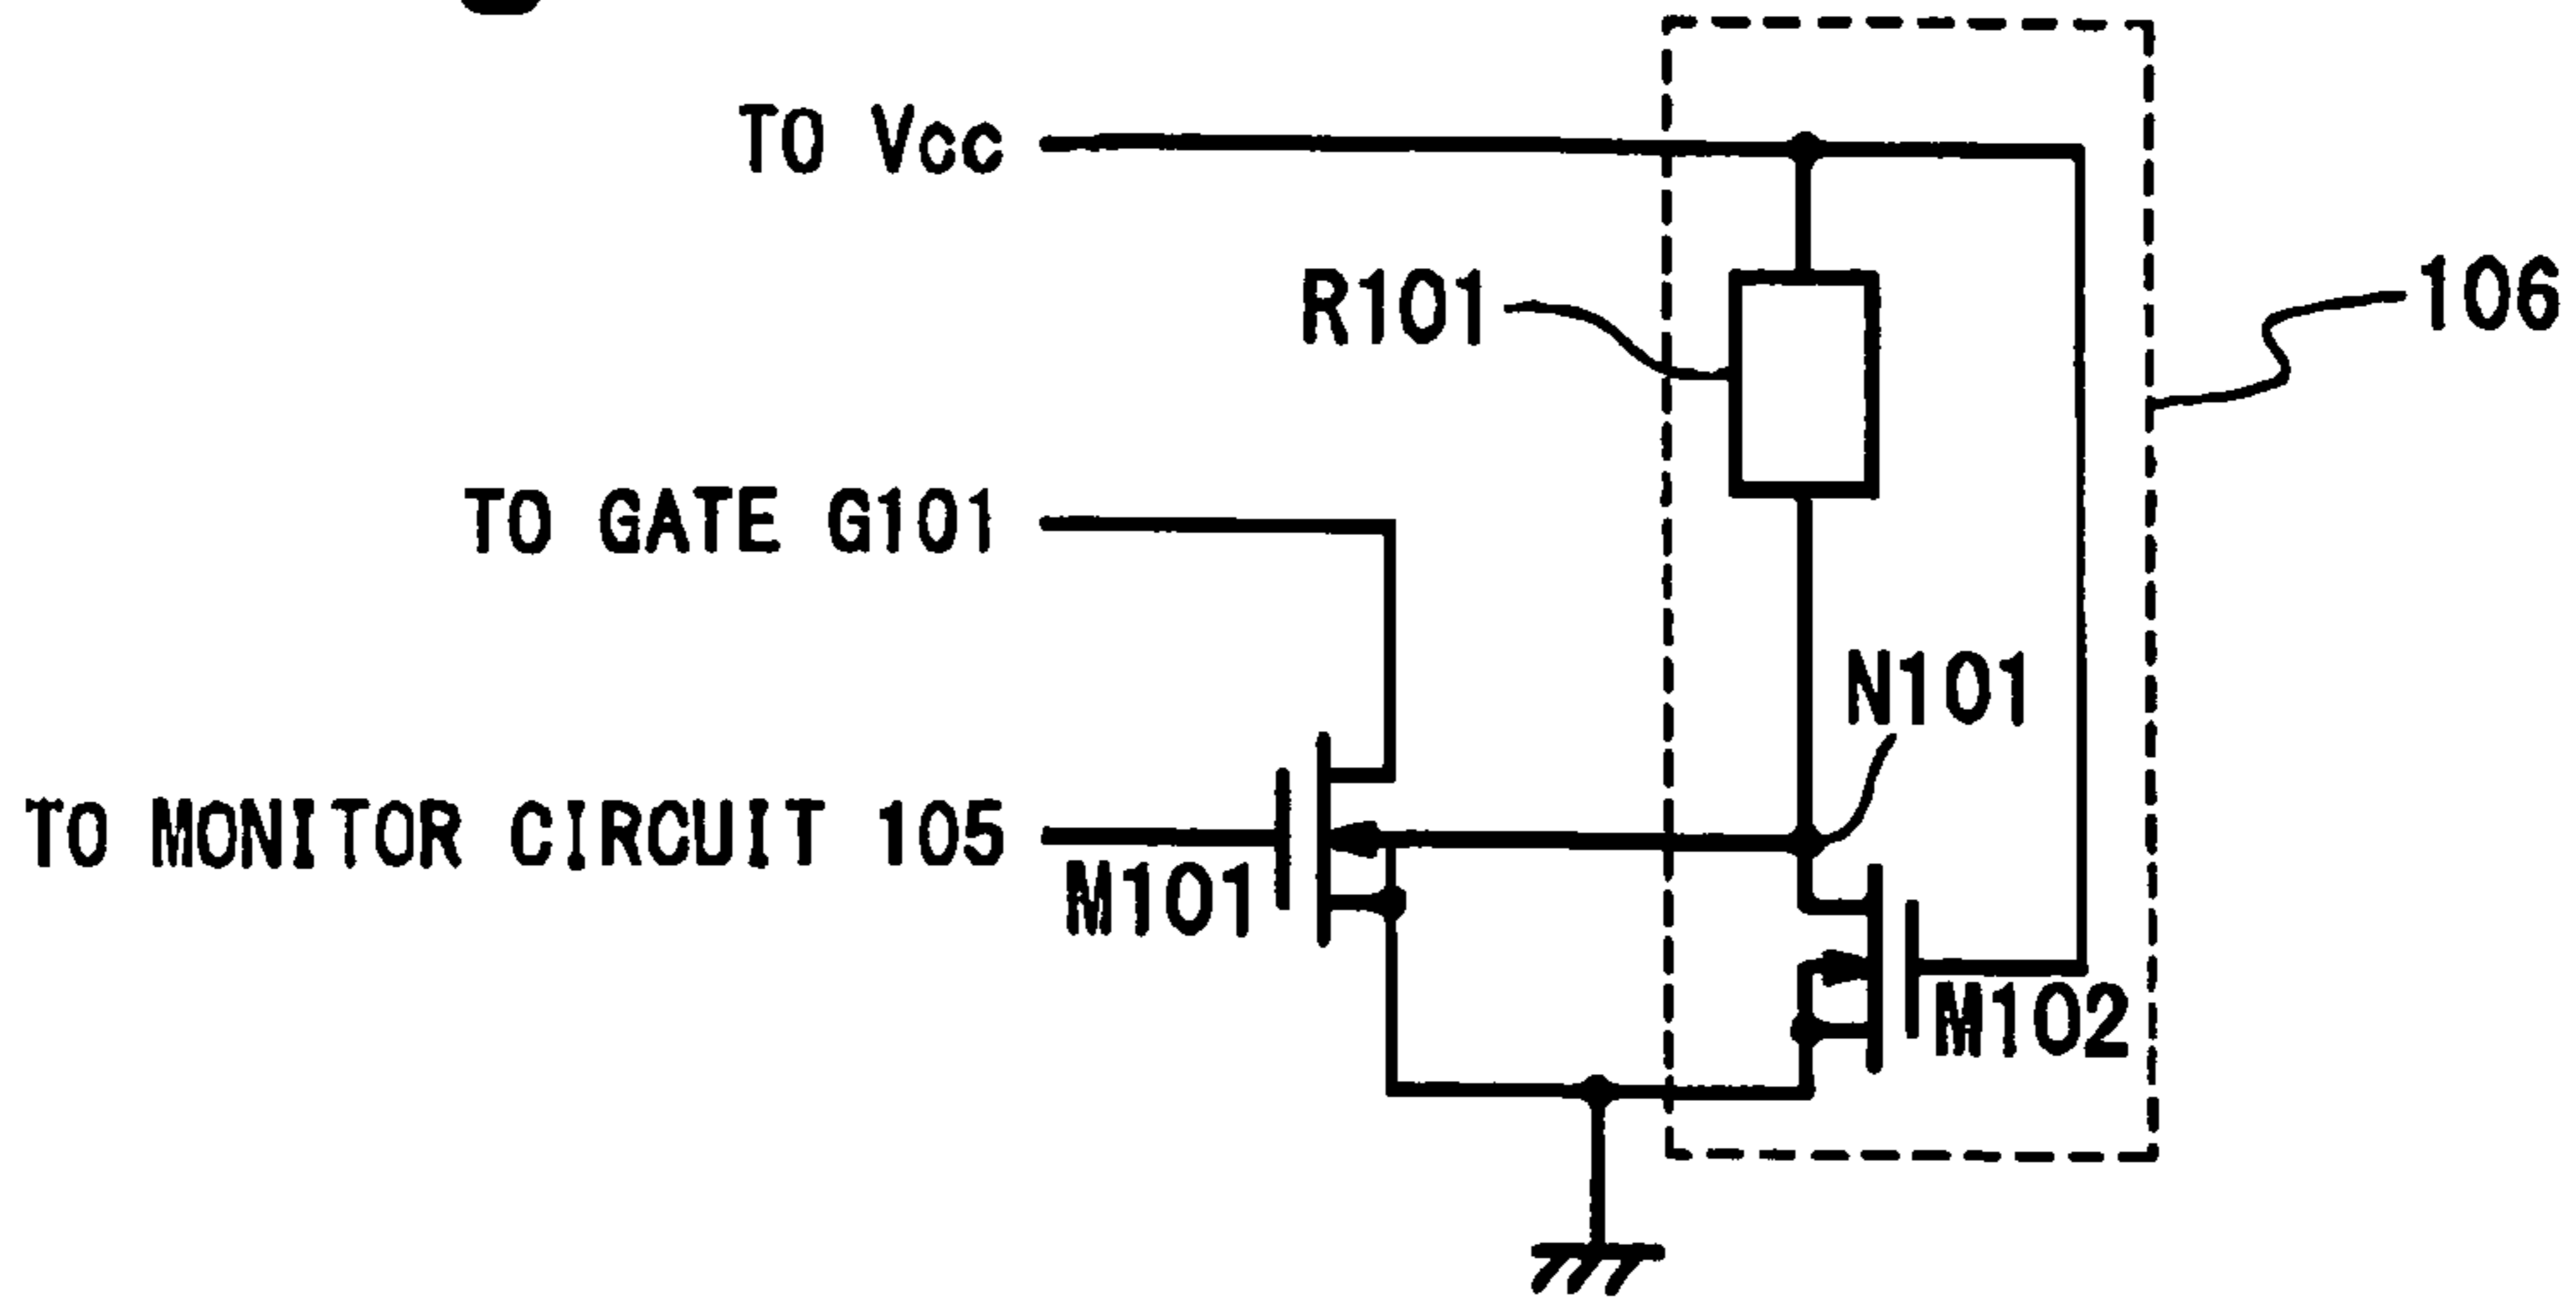 TO Vcc
R101
106
TO GATE G101
N101
TO MONITOR CIRCUIT 105
M101
M102